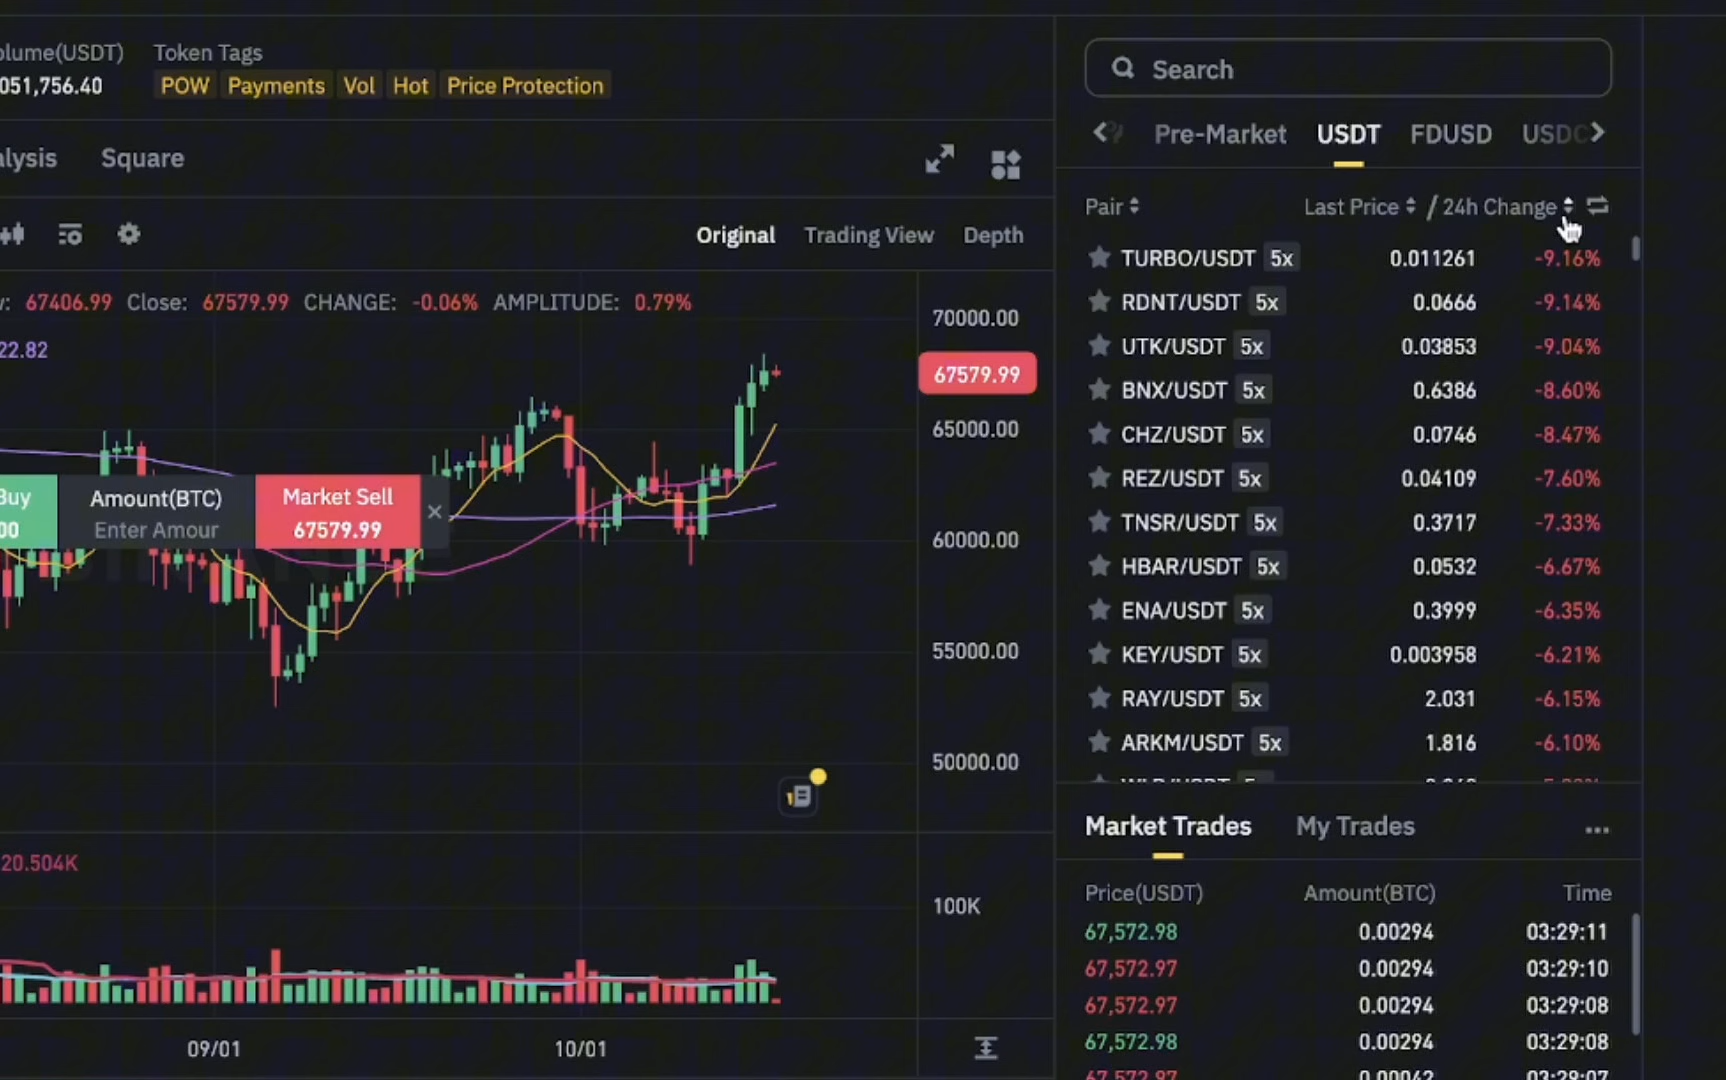 olume(USDT) Token Tags
051,756.40 POW Payments Vol Hot Price Protection
alysis Square
Original Trading View Depth
w: 67406.99 Close: 67579.99 CHANGE: -0.06% AMPLITUDE: 0.79%
22.82
70000.00
67579.99
65000.00
60000.00
55000.00
50000.00
Buy Amount(BTC) Market Sell
00 Enter Amour 67579.99
20.504K
100K
09/01 10/01
Search
Pre-Market USDT FDUSD USDC
Pair Last Price / 24h Change
TURBO/USDT 5x 0.011261 -9.16%
RDNT/USDT 5x 0.0666 -9.14%
UTK/USDT 5x 0.03853 -9.04%
BNX/USDT 5x 0.6386 -8.60%
CHZ/USDT 5x 0.0746 -8.47%
REZ/USDT 5x 0.04109 -7.60%
TNSR/USDT 5x 0.3717 -7.33%
HBAR/USDT 5x 0.0532 -6.67%
ENA/USDT 5x 0.3999 -6.35%
KEY/USDT 5x 0.003958 -6.21%
RAY/USDT 5x 2.031 -6.15%
ARKM/USDT 5x 1.816 -6.10%
Market Trades My Trades
Price(USDT) Amount(BTC) Time
67,572.98 0.00294 03:29:11
67,572.97 0.00294 03:29:10
67,572.97 0.00294 03:29:08
67,572.98 0.00294 03:29:08
67,572.97 0.00042 03:29:07